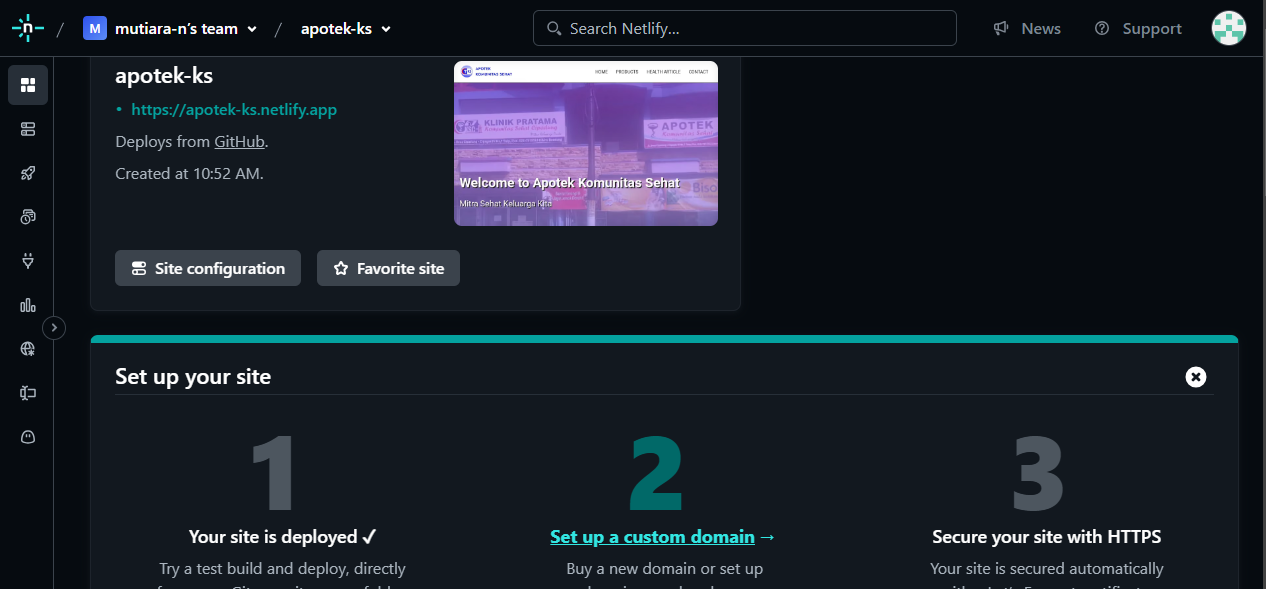 n / M mutiara-n's team / apotek-ks Search Netlify... News Support
apotek-ks
• https://apotek-ks.netlify.app
Deploys from GitHub.
Created at 10:52 AM.
APOTEK
KOMUNITAS SEHAT
HOME PRODUCTS HEALTH ARTICLE CONTACT
KLINIK PRATAMA
APOTEK
Komunitas Sehat
Welcome to Apotek Komunitas Sehat
Mitra Sehat Keluarga Kita
Site configuration Favorite site
Set up your site
1 2 3
Your site is deployed ✓ Set up a custom domain → Secure your site with HTTPS
Try a test build and deploy, directly Buy a new domain or set up Your site is secured automatically